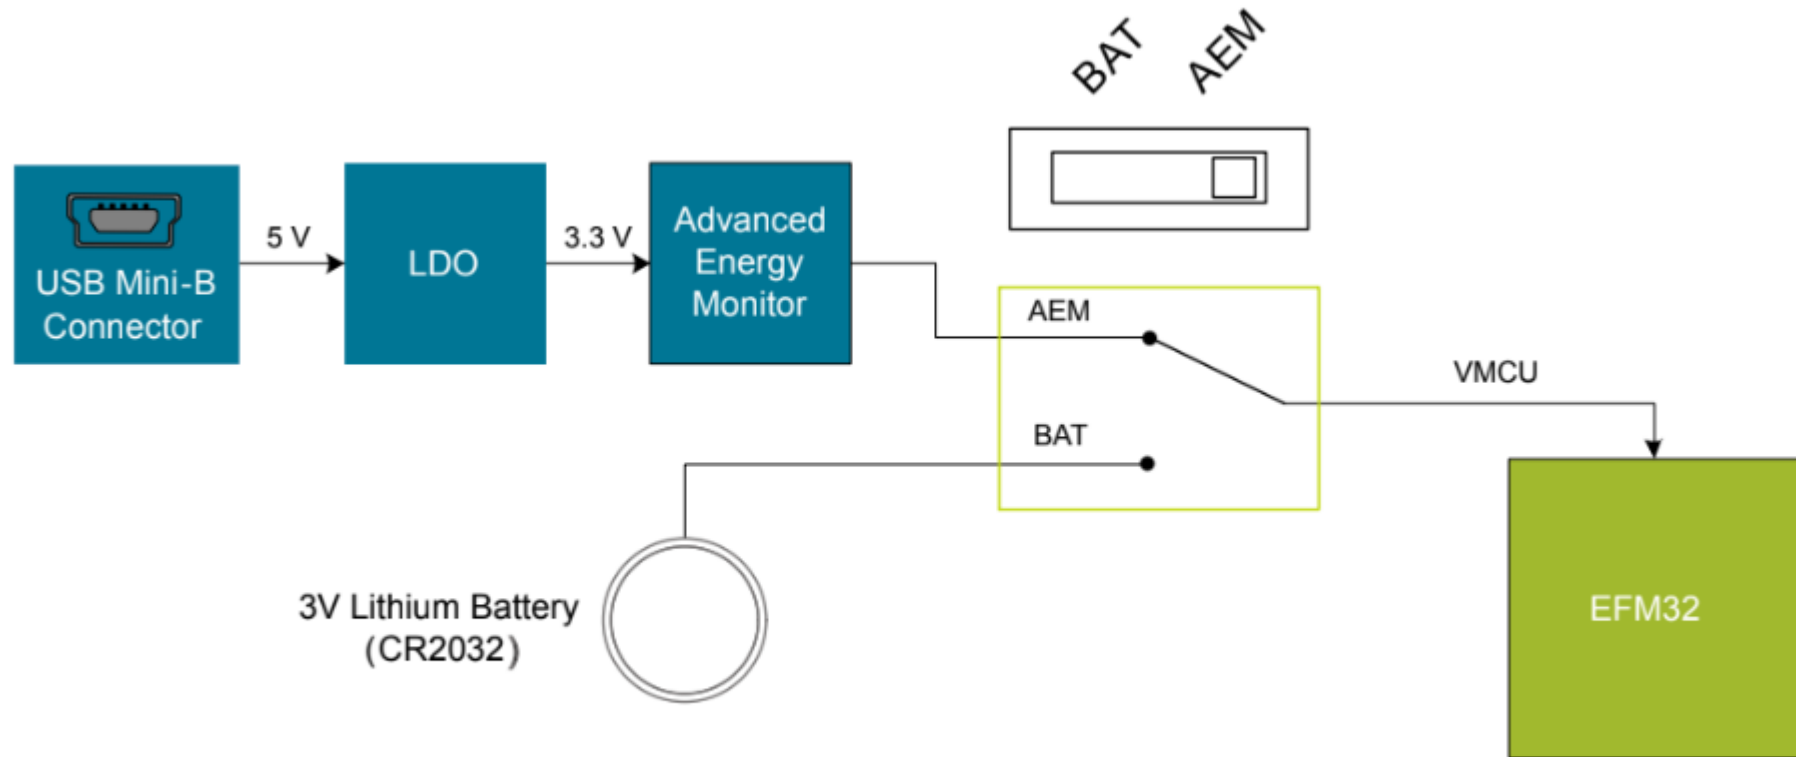 BAT
AEM
USB Mini-B
Connector
5 V
LDO
3.3 V
Advanced
Energy
Monitor
AEM
BAT
VMCU
3V Lithium Battery
(CR2032)
EFM32